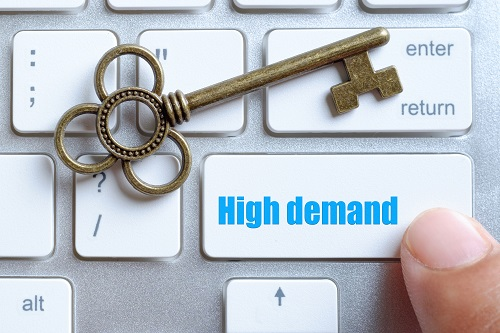 :
;
"
enter
return
?
/
High demand
alt